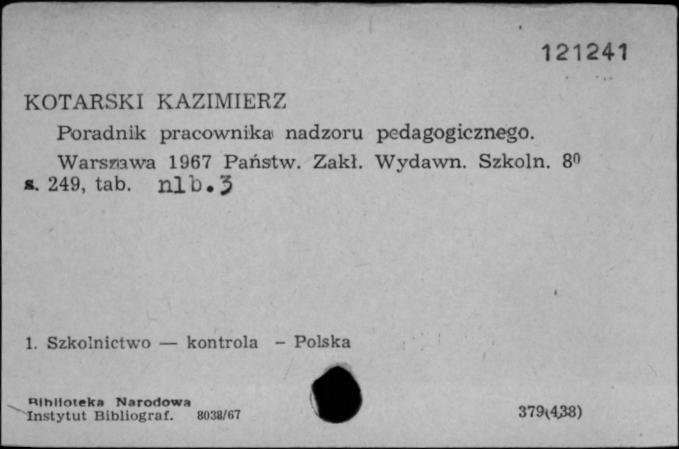 121241
KOTARSKI KAZIMIERZ
Poradnik pracownika nadzoru pedagogicznego.
Warszawa 1967 Państw. Zakł. Wydawn. Szkoln. 8⁰
s. 249, tab. nlb.3
1. Szkolnictwo — kontrola – Polska
Biblioteka Narodowa
Instytut Bibliograf. 8038/67
379(438)